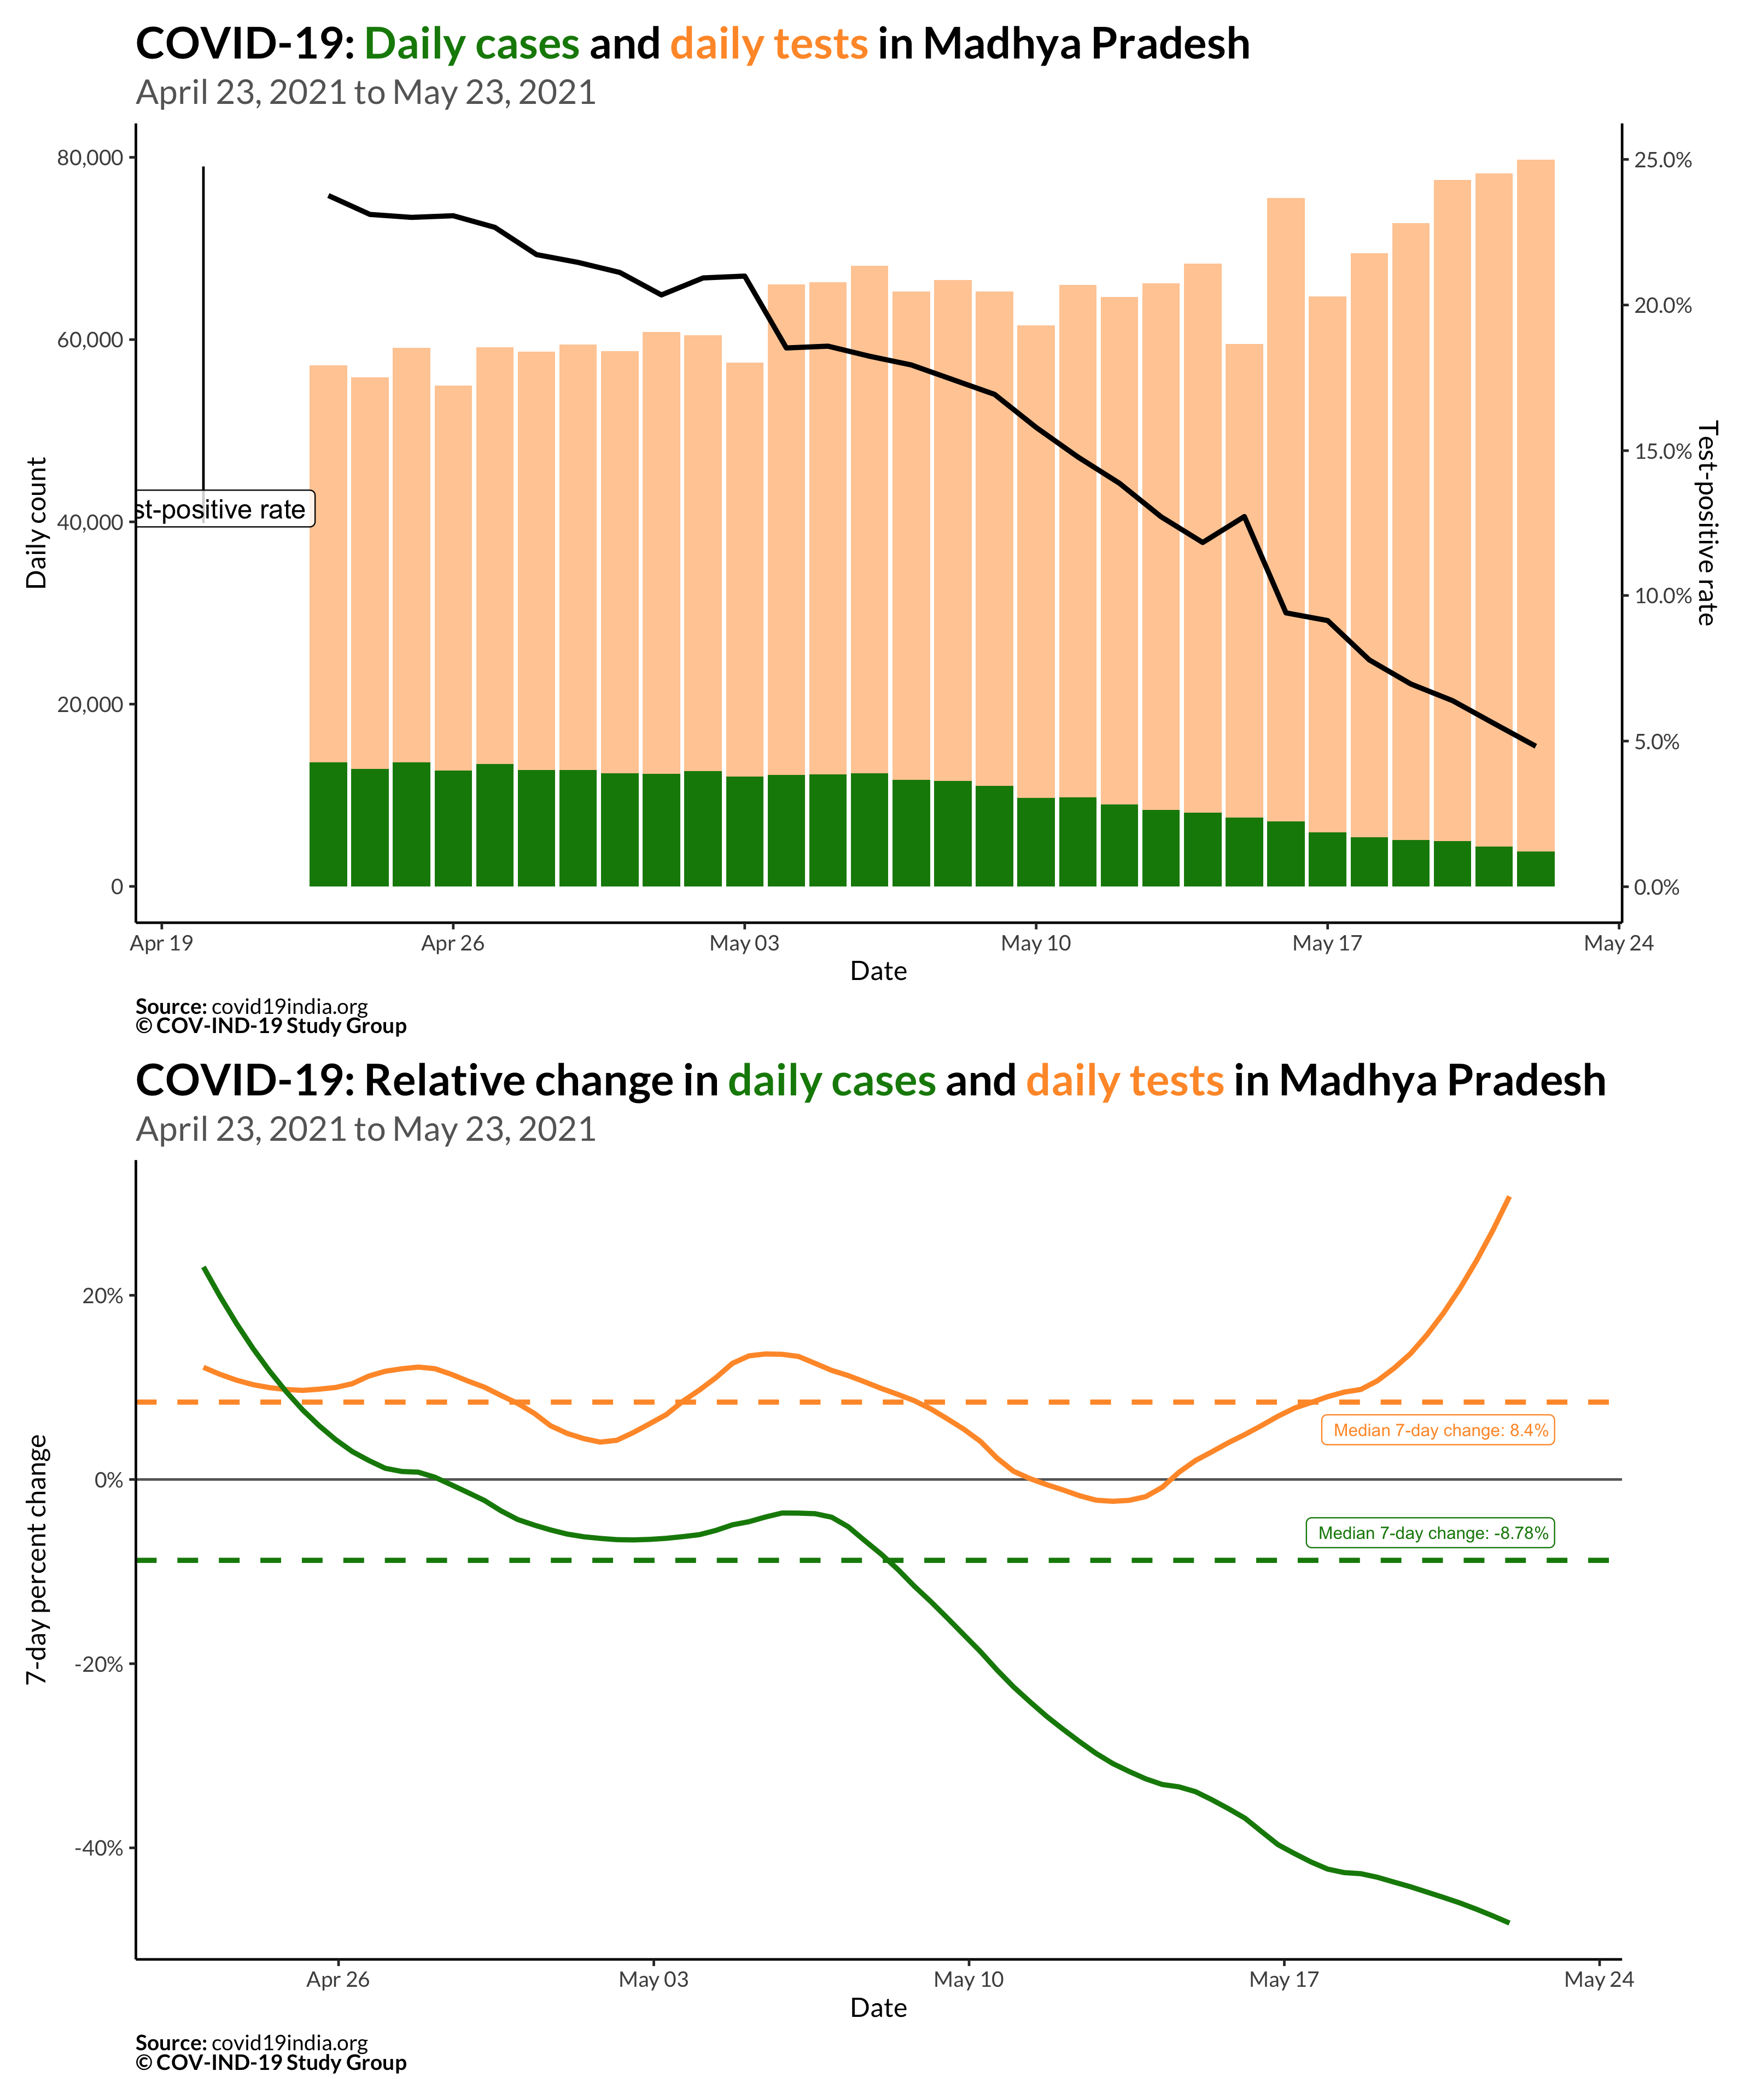 COVID-19: Daily cases and daily tests in Madhya Pradesh
April 23, 2021 to May 23, 2021
80,000
60,000
40,000
20,000
0
Daily count
st-positive rate
25.0%
20.0%
15.0%
10.0%
5.0%
0.0%
Test-positive rate
Apr 19
Apr 26
May 03
May 10
May 17
May 24
Date
Source: covid19india.org
© COV-IND-19 Study Group
COVID-19: Relative change in daily cases and daily tests in Madhya Pradesh
April 23, 2021 to May 23, 2021
20%
0%
-20%
-40%
7-day percent change
Median 7-day change: 8.4%
Median 7-day change: -8.78%
Apr 26
May 03
May 10
May 17
May 24
Date
Source: covid19india.org
© COV-IND-19 Study Group